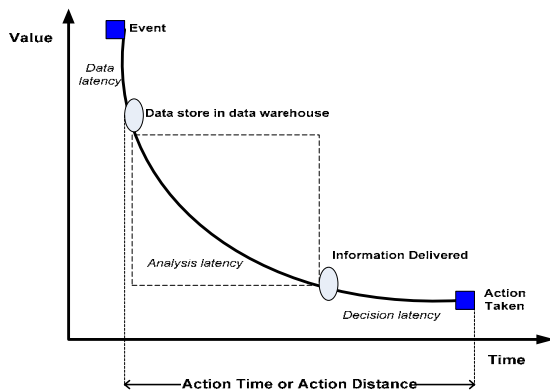 Value
Event
Data
latency
Data store in data warehouse
Analysis latency
Information Delivered
Decision latency
Action
Taken
Time
Action Time or Action Distance